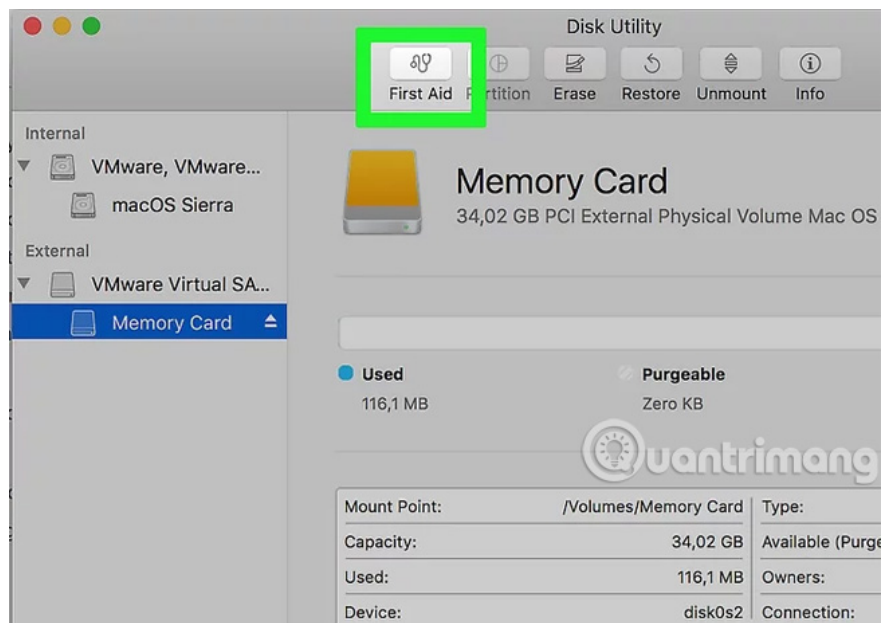 Disk Utility
First Aid Partition Erase Restore Unmount Info
Internal
VMware, VMware...
macOS Sierra
External
VMware Virtual SA...
Memory Card
Memory Card
34,02 GB PCI External Physical Volume Mac OS
Used
116,1 MB
Purgeable
Zero KB
Quantrimang
Mount Point: /Volumes/Memory Card Type:
Capacity: 34,02 GB Available (Purge
Used: 116,1 MB Owners:
Device: disk0s2 Connection: